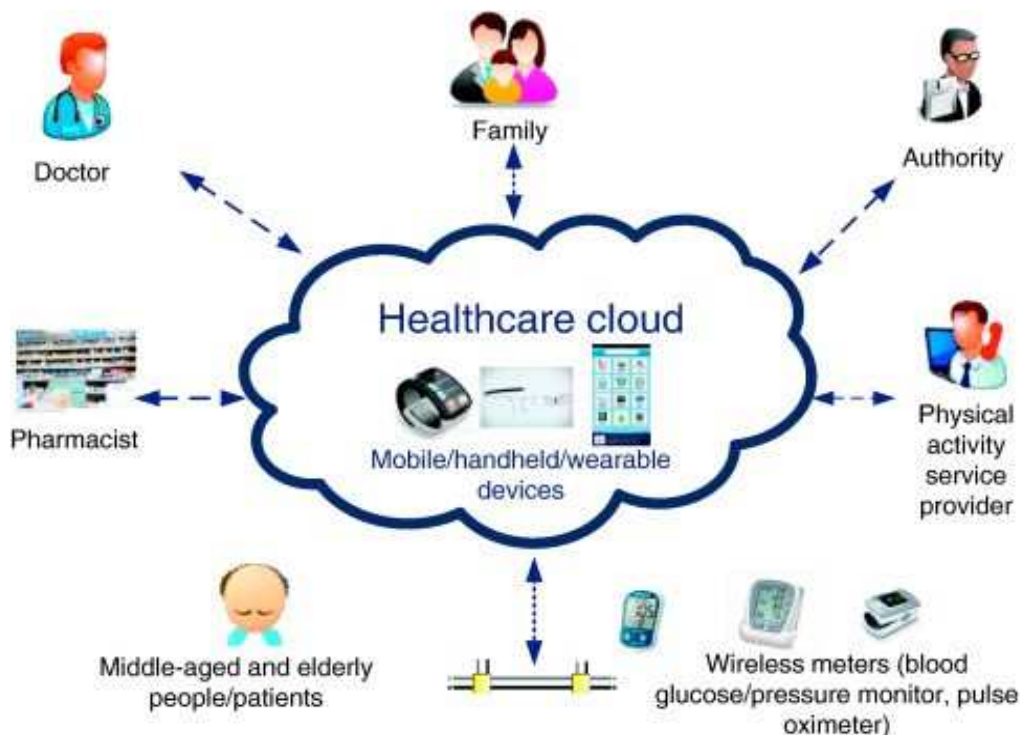 Family
Doctor
Authority
Healthcare cloud
Mobile/handheld/wearable
devices
Pharmacist
Physical
activity
service
provider
Middle-aged and elderly
people/patients
Wireless meters (blood
glucose/pressure monitor, pulse
oximeter)